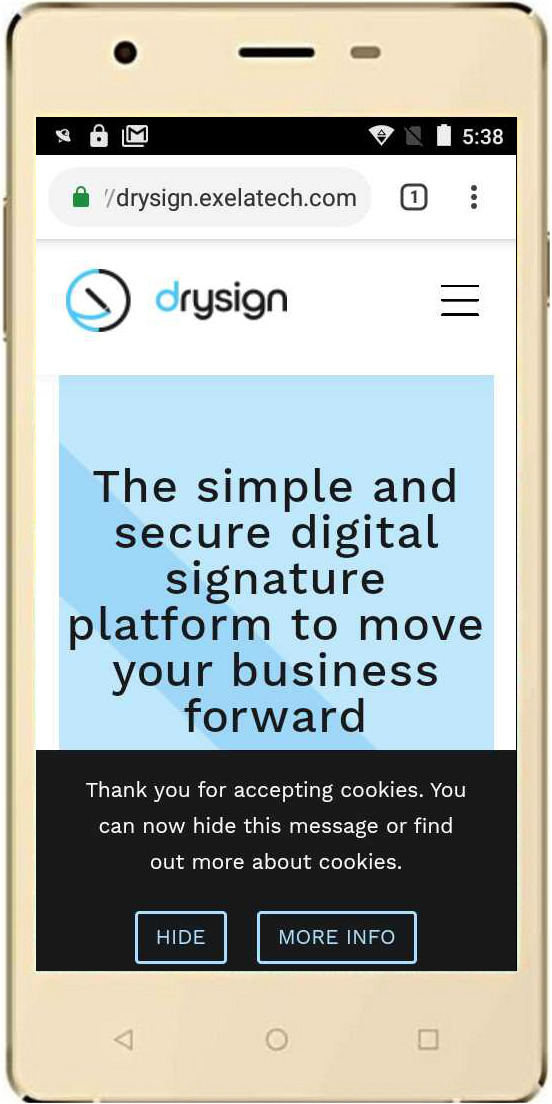 5:38
//drysign.exelatech.com
1
drysign
The simple and
secure digital
signature
platform to move
your business
forward
Thank you for accepting cookies. You
can now hide this message or find
out more about cookies.
HIDE
MORE INFO